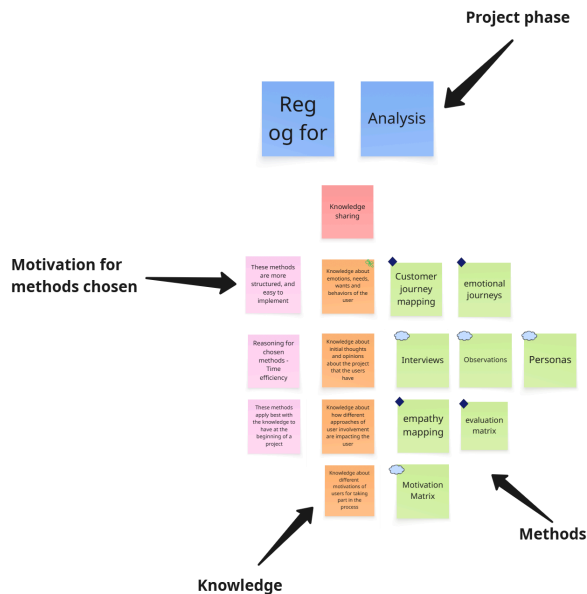 Project phase
Reg
og for
Analysis
Knowledge
sharing
Motivation for
methods chosen
These methods
are more
structured, and
easy to
implement
Knowledge about
emotions, needs,
wants and
behaviors of the
user
Customer
journey
mapping
emotional
journeys
Reasoning for
chosen
methods -
Time
efficiency
Knowledge about
initial thoughts
and opinions
about the project
that the users
have
Interviews
Observations
Personas
These methods
apply best with
the knowledge to
have at the
beginning of a
project
Knowledge about
how different
approaches of
user involvement
are impacting the
user
empathy
mapping
evaluation
matrix
Knowledge about
different
motivations of
users for taking
part in the
process
Motivation
Matrix
Methods
Knowledge